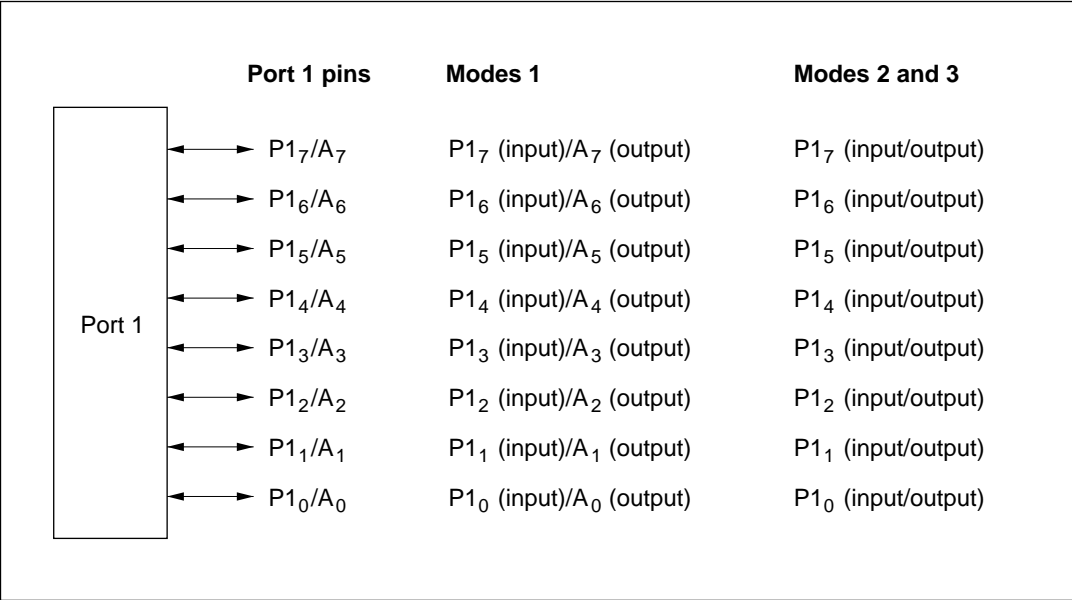 Port 1 pins Modes 1 Modes 2 and 3
P1₇/A₇ P1₇ (input)/A₇ (output) P1₇ (input/output)
P1₆/A₆ P1₆ (input)/A₆ (output) P1₆ (input/output)
P1₅/A₅ P1₅ (input)/A₅ (output) P1₅ (input/output)
P1₄/A₄ P1₄ (input)/A₄ (output) P1₄ (input/output)
Port 1
P1₃/A₃ P1₃ (input)/A₃ (output) P1₃ (input/output)
P1₂/A₂ P1₂ (input)/A₂ (output) P1₂ (input/output)
P1₁/A₁ P1₁ (input)/A₁ (output) P1₁ (input/output)
P1₀/A₀ P1₀ (input)/A₀ (output) P1₀ (input/output)